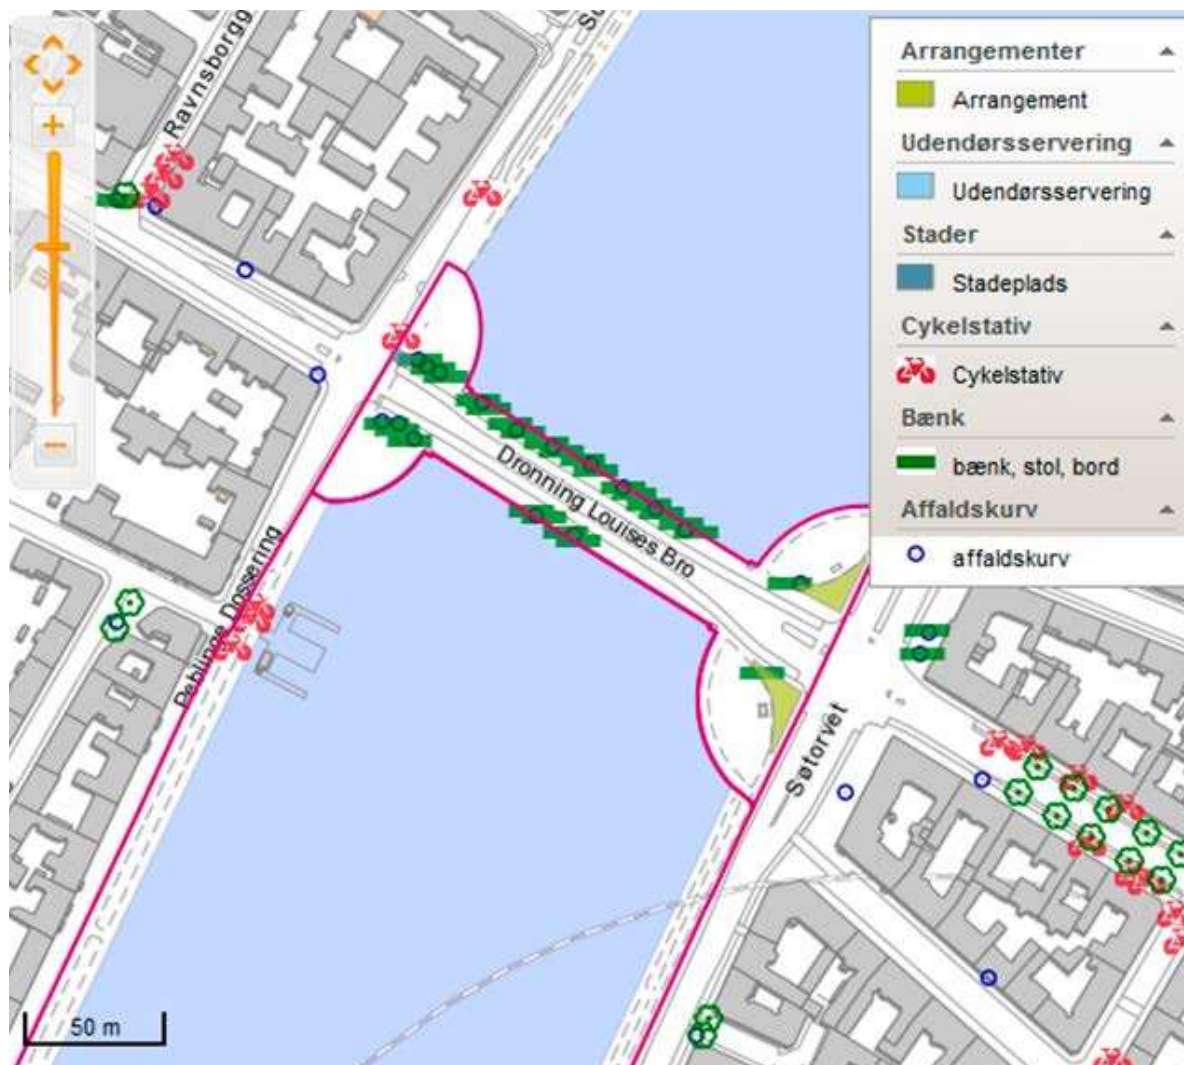 Ravnsborgg
Sø
Arrangementer
Arrangement
Udendørsservering
Udendørsservering
Stader
Stadeplads
Cykelstativ
Cykelstativ
Bænk
bænk, stol, bord
Affaldskurv
affaldskurv
Dronning Louises Bro
Peblinge Dossering
Søtorvet
50 m